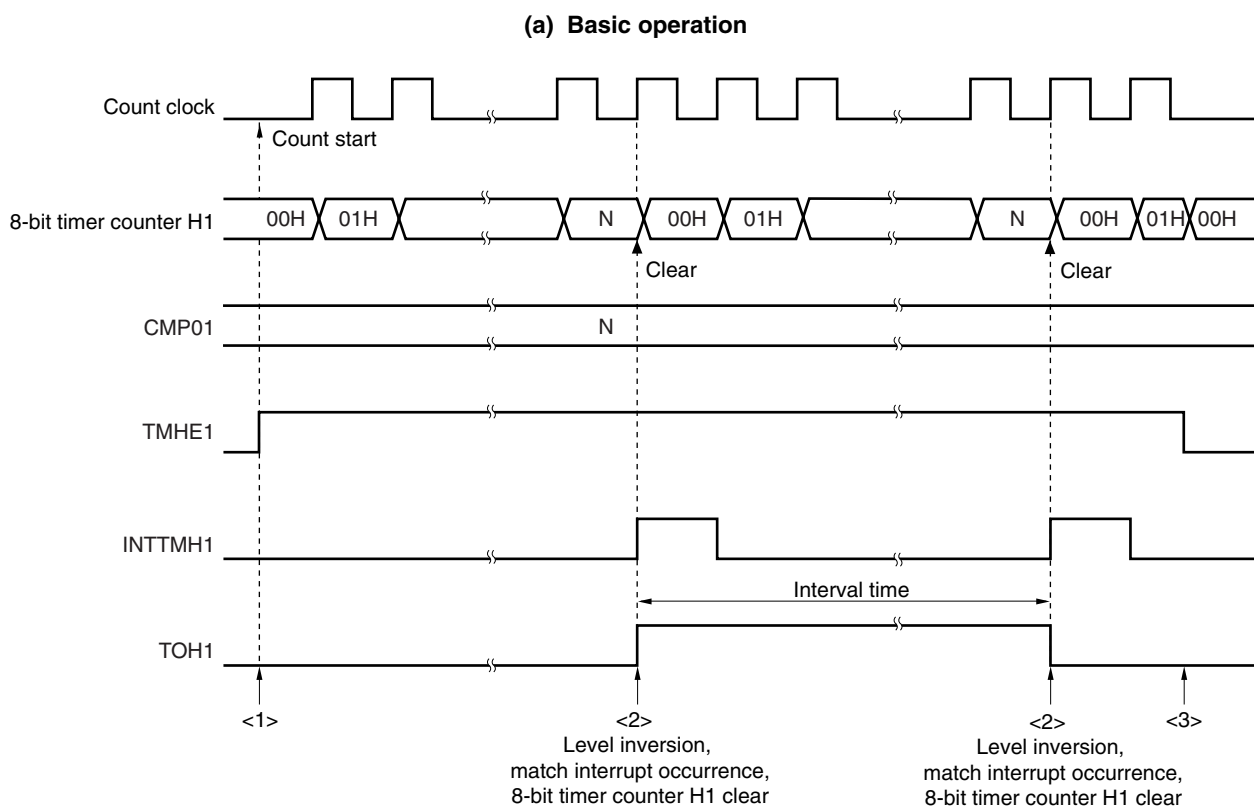 (a) Basic operation
Count clock
Count start
8-bit timer counter H1
00H 01H N 00H 01H N 00H 01H 00H
Clear Clear
CMP01 N
TMHE1
INTTMH1
Interval time
TOH1
<1> <2> <2> <3>
Level inversion,
match interrupt occurrence,
8-bit timer counter H1 clear
Level inversion,
match interrupt occurrence,
8-bit timer counter H1 clear